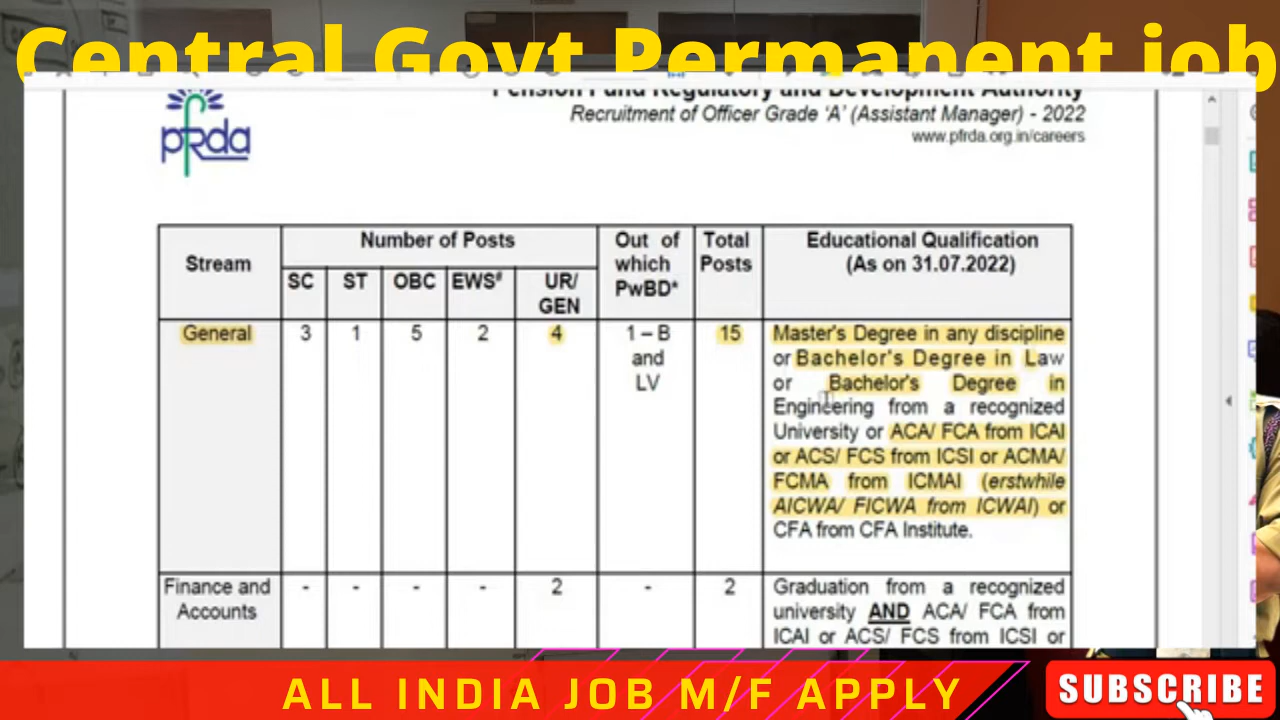 Central Govt Permanent job
Pension Fund Regulatory and Development Authority
Recruitment of Officer Grade 'A' (Assistant Manager) - 2022
www.pfrda.org.in/careers
pfrda
Stream
Number of Posts
SC ST OBC EWS# UR/
GEN
Out of
which
PwBD*
Total
Posts
Educational Qualification
(As on 31.07.2022)
General
3 1 5 2 4
1 – B
and
LV
15
Master's Degree in any discipline
or Bachelor's Degree in Law
or Bachelor's Degree in
Engineering from a recognized
University or ACA/ FCA from ICAI
or ACS/ FCS from ICSI or ACMA/
FCMA from ICMAI (erstwhile
AICWA/ FICWA from ICWAI) or
CFA from CFA Institute.
Finance and
Accounts
- - - - 2 - 2
Graduation from a recognized
university AND ACA/ FCA from
ICAI or ACS/ FCS from ICSI or
ALL INDIA JOB M/F APPLY
SUBSCRIBE